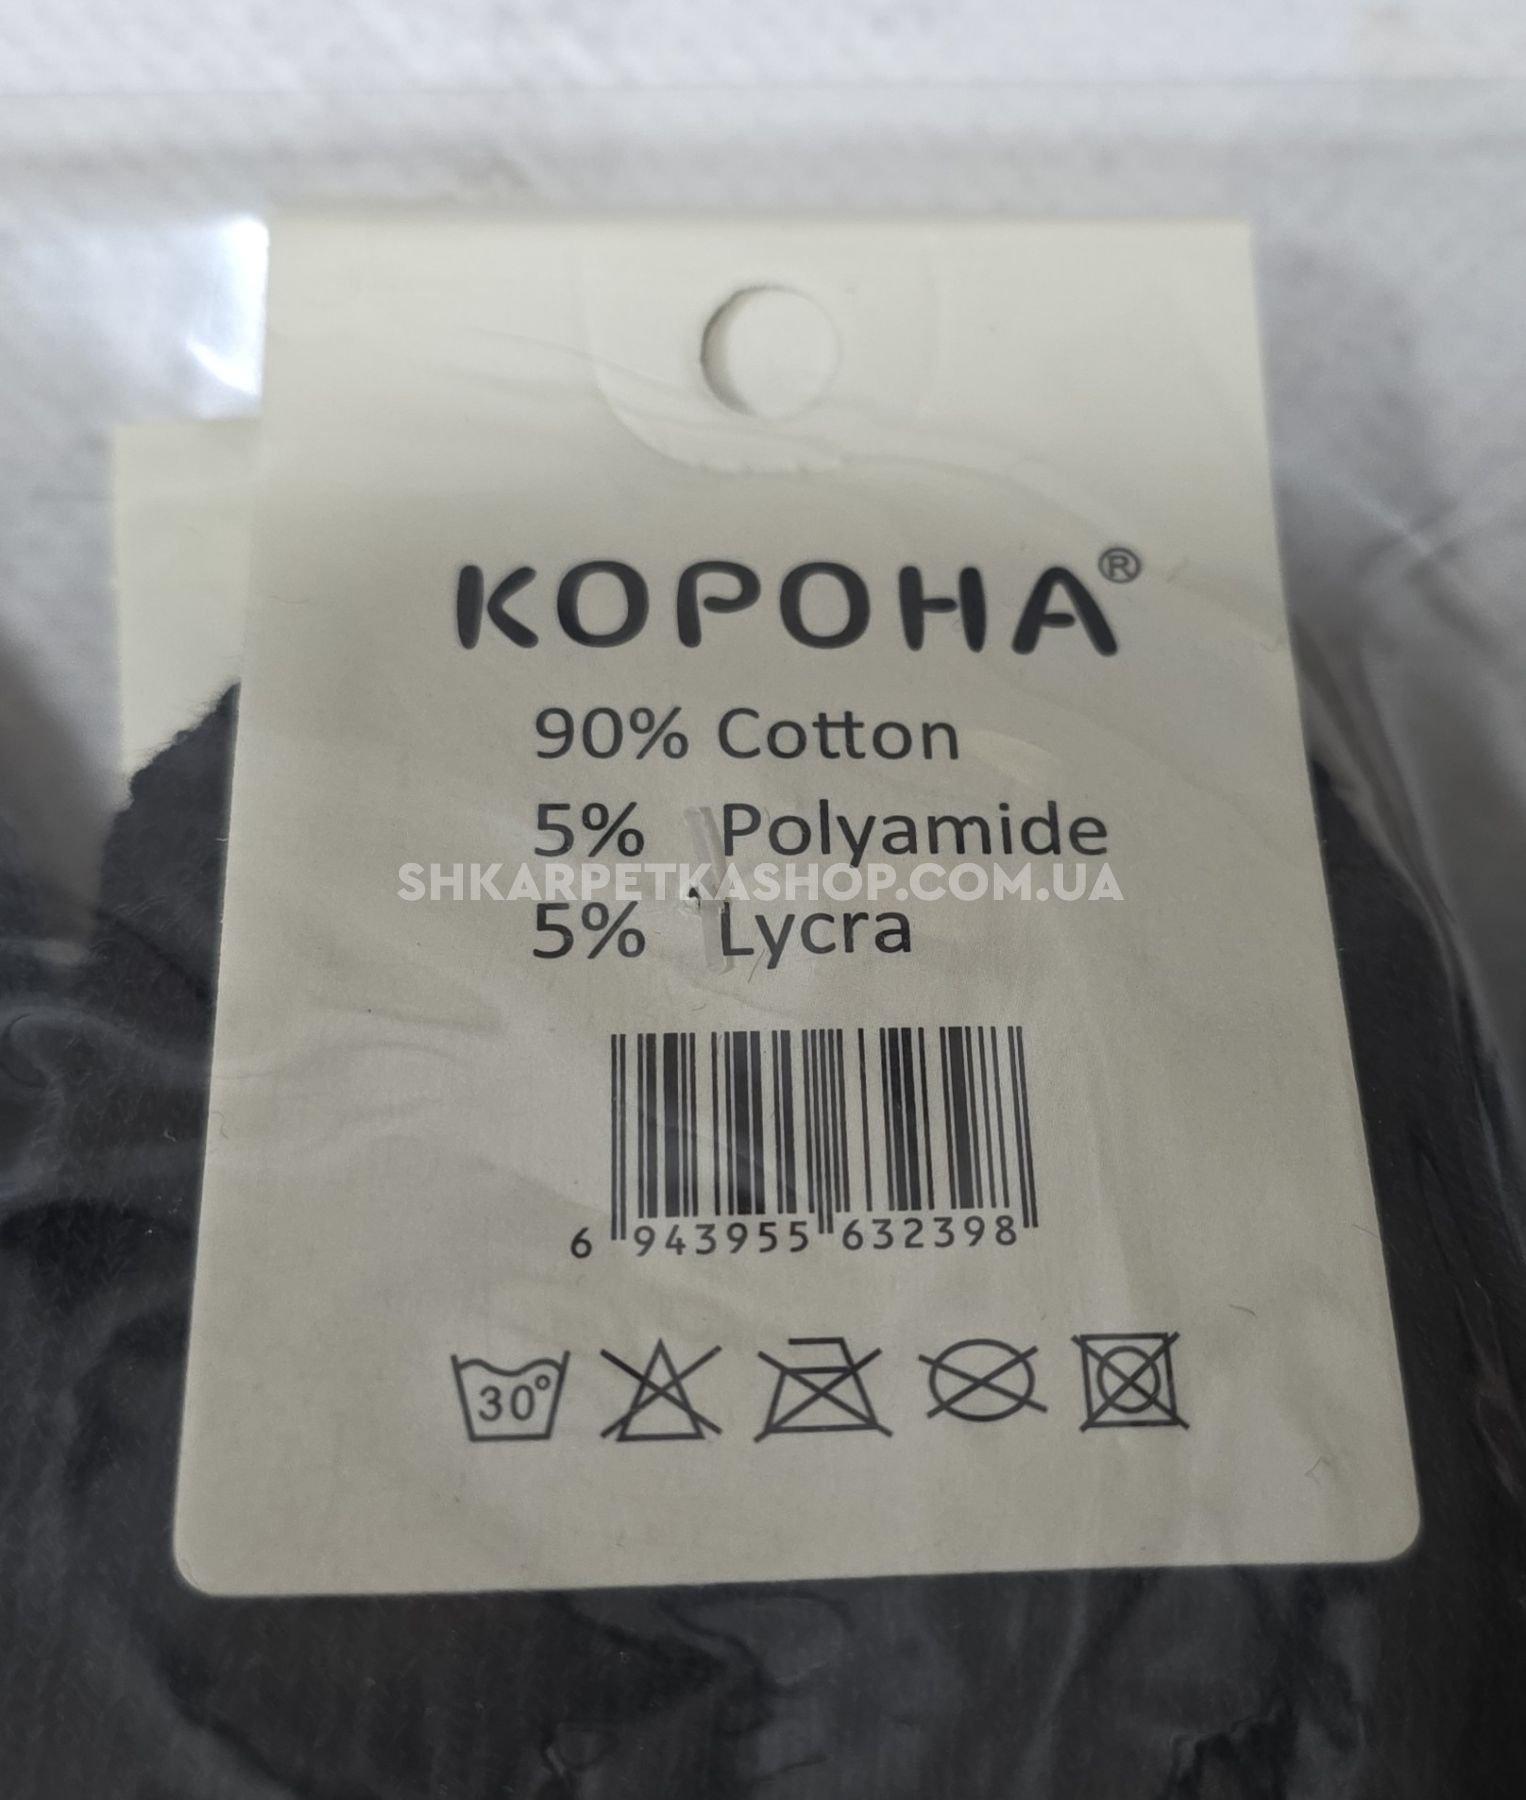 КОРОНА®
90% Cotton
5% Polyamide
SHKARPETKASHOP.COM.UA
5% Lycra
6 943955 632398
30°